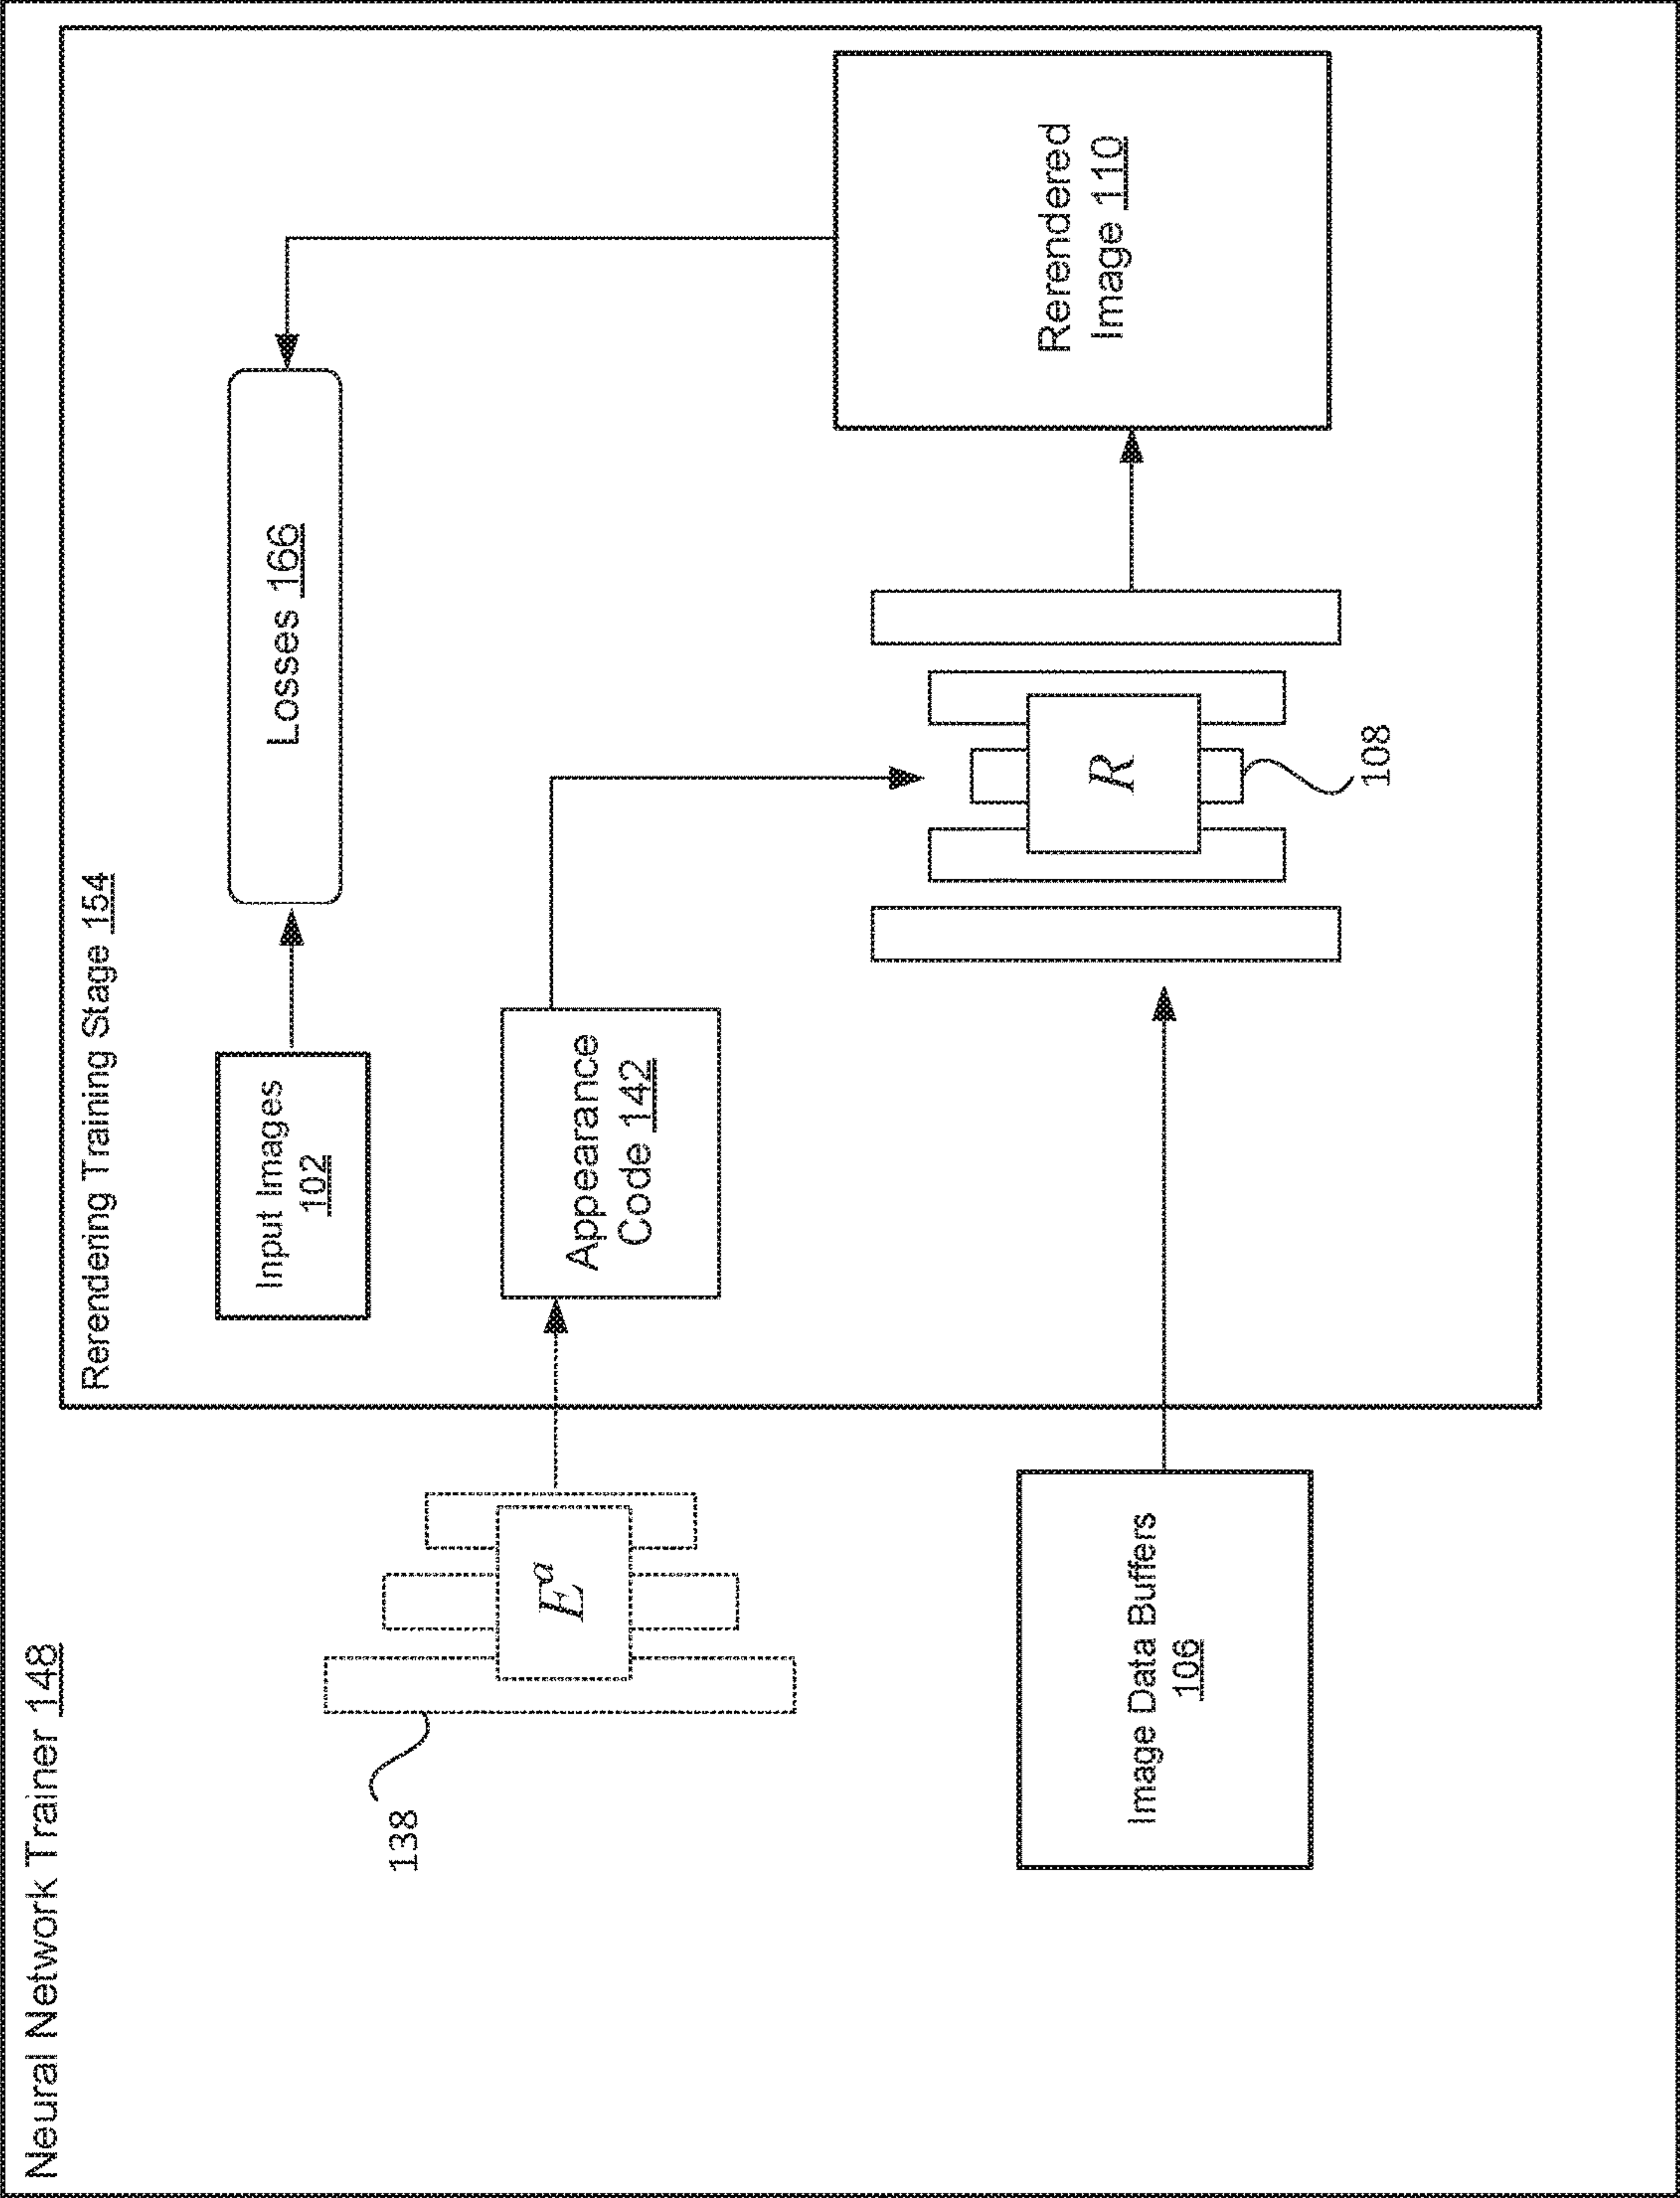 Neural Network Trainer 148
Rerendering Training Stage 154
Input Images
102
Losses 166
138
E^a
Appearance
Code 142
Image Data Buffers
106
R
108
Rerendered
Image 110